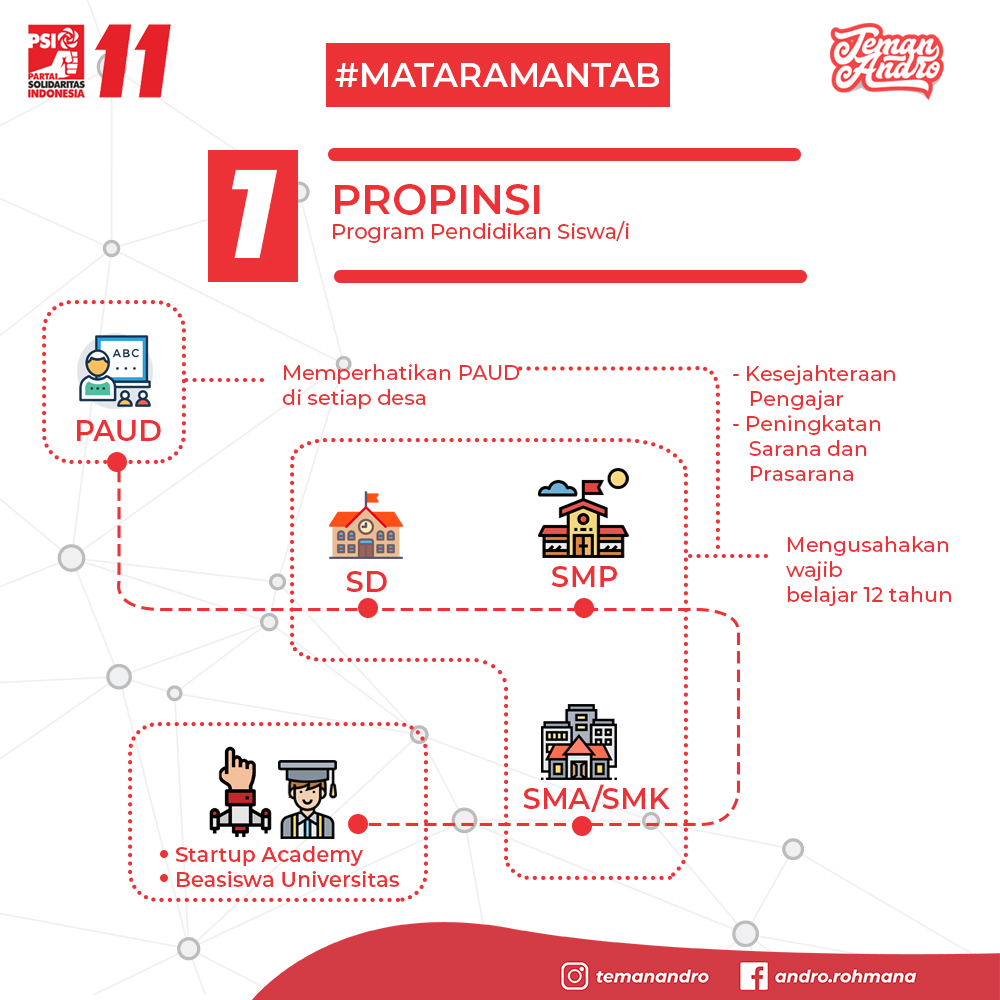 PSI
PARTAI
SOLIDARITAS
INDONESIA
11
#MATARAMANTAB
Teman
Andro
1
PROPINSI
Program Pendidikan Siswa/i
ABC
PAUD
Memperhatikan PAUD
di setiap desa
- Kesejahteraan
Pengajar
- Peningkatan
Sarana dan
Prasarana
SD
SMP
Mengusahakan
wajib
belajar 12 tahun
SMA/SMK
• Startup Academy
• Beasiswa Universitas
temanandro
andro.rohmana